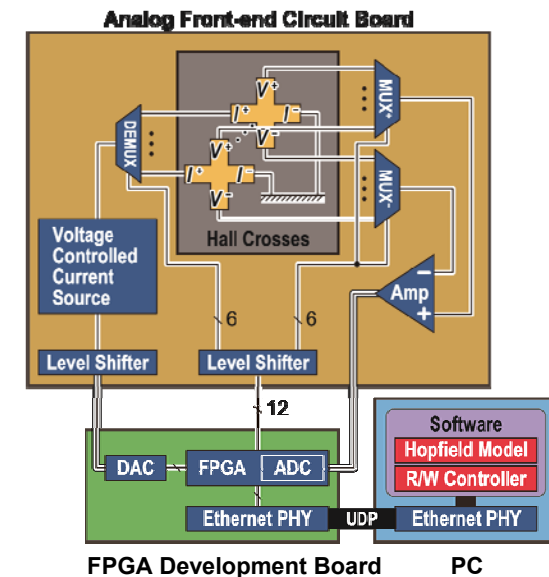 Analog Front-end Circuit Board
V+
I+
I-
V-
V+
I+
I-
V-
DEMUX
MUX+
MUX-
Hall Crosses
Voltage
Controlled
Current
Source
Amp
-
+
6
6
Level Shifter
Level Shifter
12
DAC
FPGA
ADC
Ethernet PHY
UDP
Software
Hopfield Model
R/W Controller
Ethernet PHY
FPGA Development Board
PC